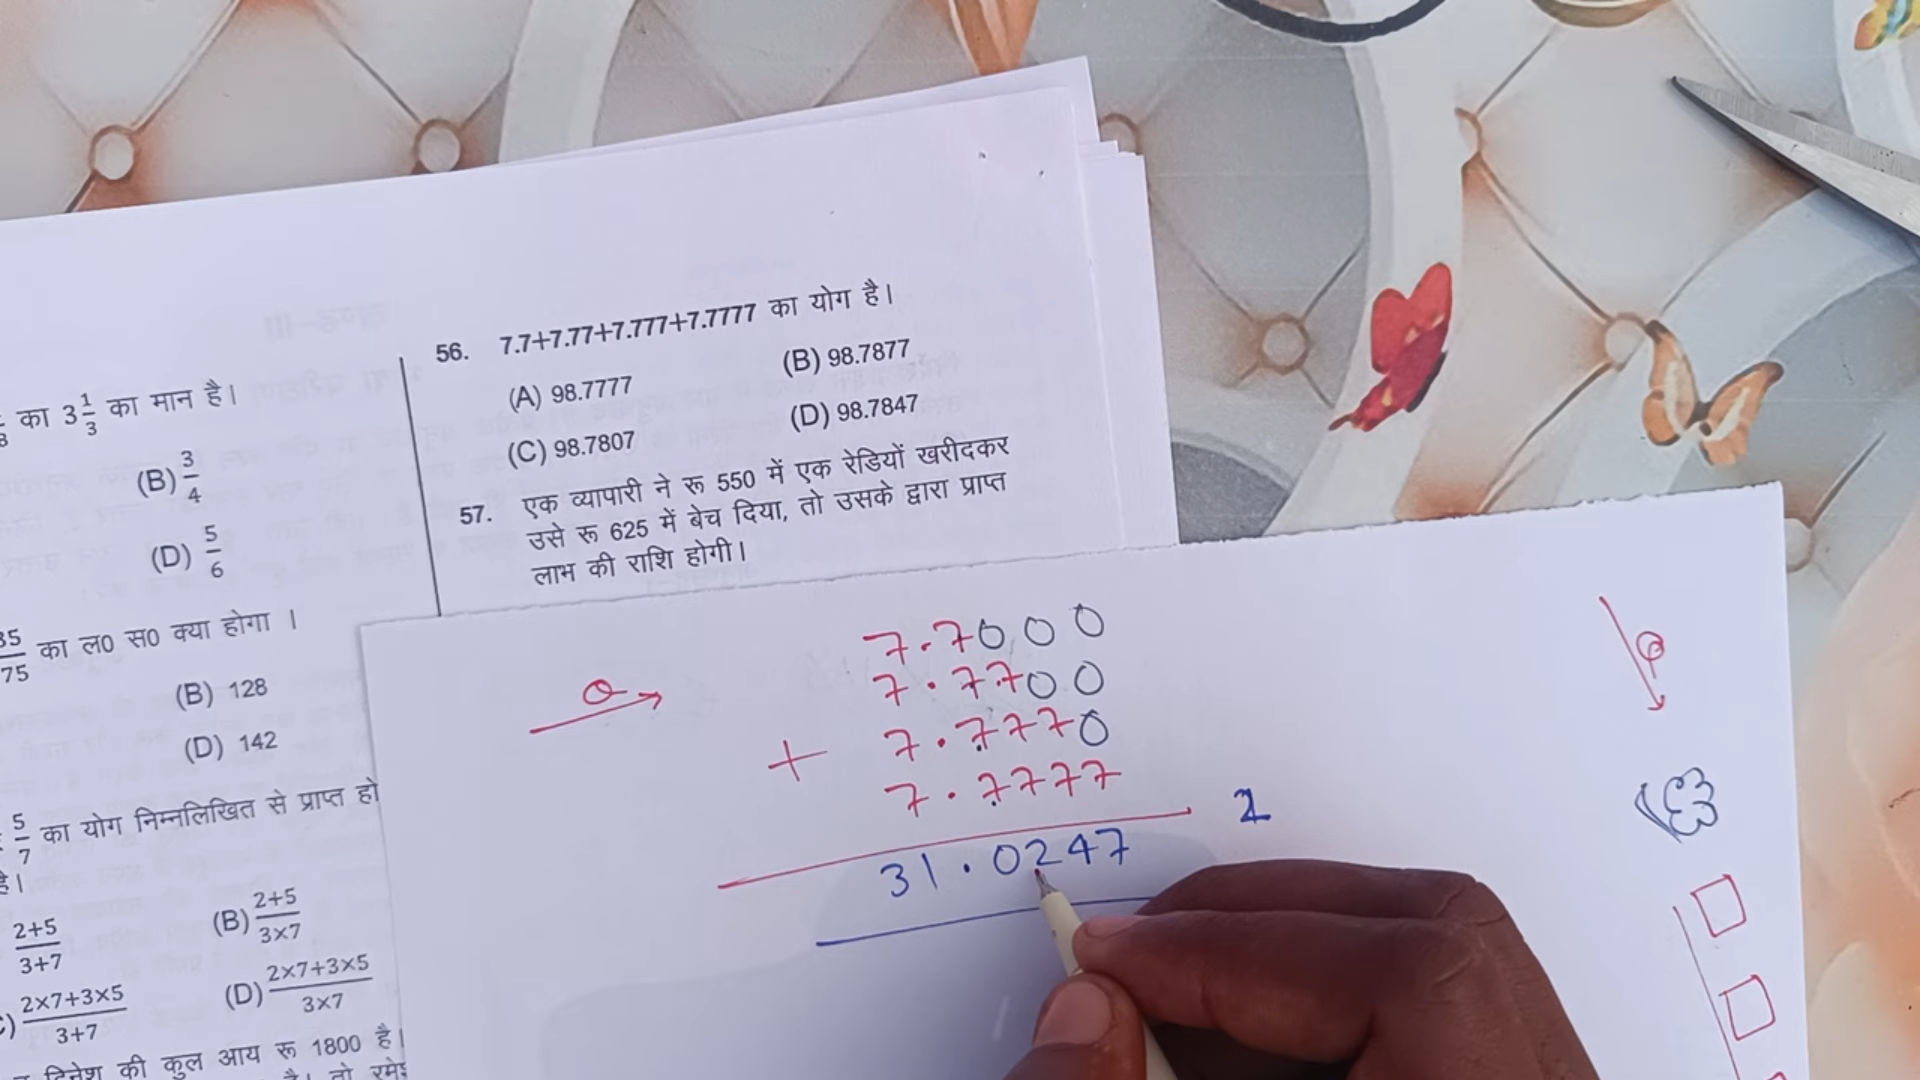 का 3 1/3 का मान है।
(B) 3/4
(D) 5/6
75 का ल0 स0 क्या होगा ।
(B) 128
(D) 142
5/7 का योग निम्नलिखित से प्राप्त हो
है।
2+5/3+7
(B) 2+5/3×7
2×7+3×5/3+7
(D) 2×7+3×5/3×7
दिनेश की कुल आय रू 1800 है।
56. 7.7+7.77+7.777+7.7777 का योग है।
(A) 98.7777
(B) 98.7877
(C) 98.7807
(D) 98.7847
57. एक व्यापारी ने रू 550 में एक रेडियों खरीदकर
उसे रू 625 में बेच दिया, तो उसके द्वारा प्राप्त
लाभ की राशि होगी।
7.7000
7.7700
+ 7.7770
7.7777
31.0247
2